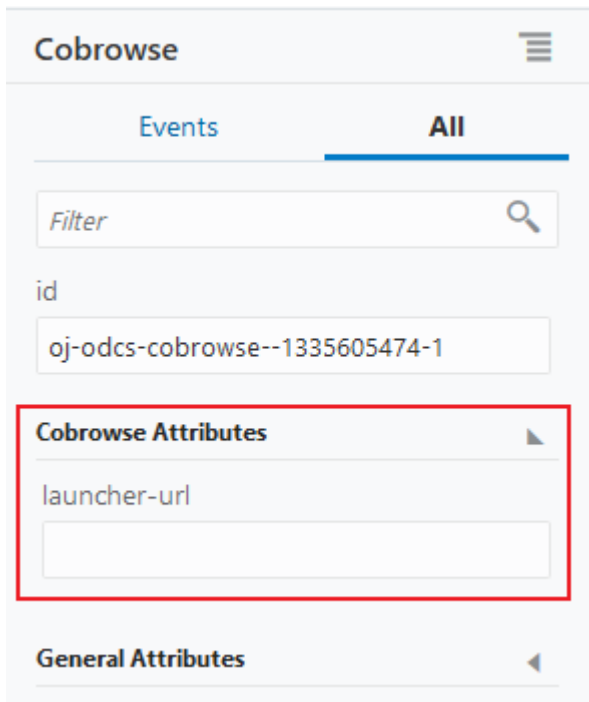 Cobrowse
Events All
Filter
id
oj-odcs-cobrowse--1335605474-1
Cobrowse Attributes
launcher-url
General Attributes